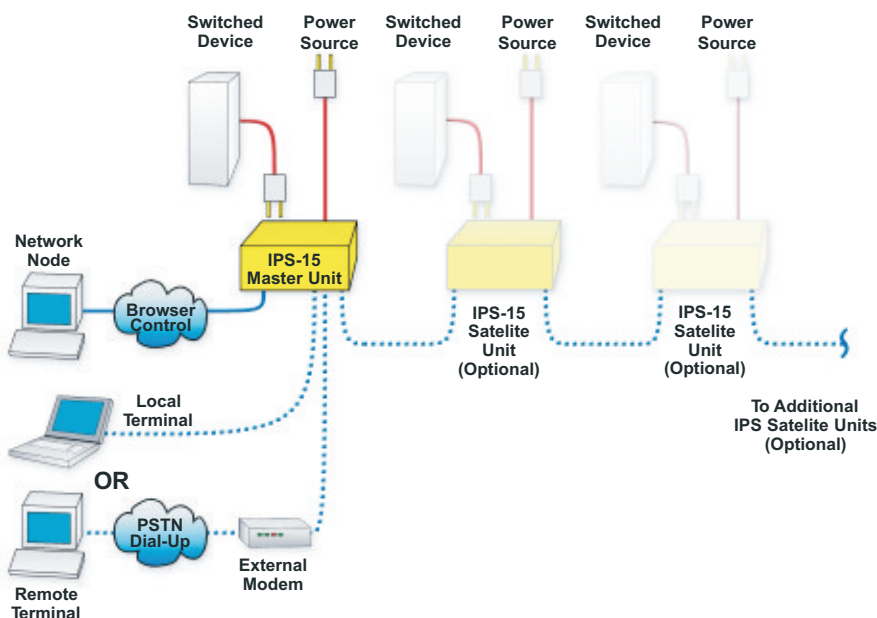 Switched
Device
Power
Source
Switched
Device
Power
Source
Switched
Device
Power
Source
IPS-15
Master Unit
Network
Node
Browser
Control
IPS-15
Satelite
Unit
(Optional)
IPS-15
Satelite
Unit
(Optional)
Local
Terminal
To Additional
IPS Satelite Units
(Optional)
OR
PSTN
Dial-Up
External
Modem
Remote
Terminal